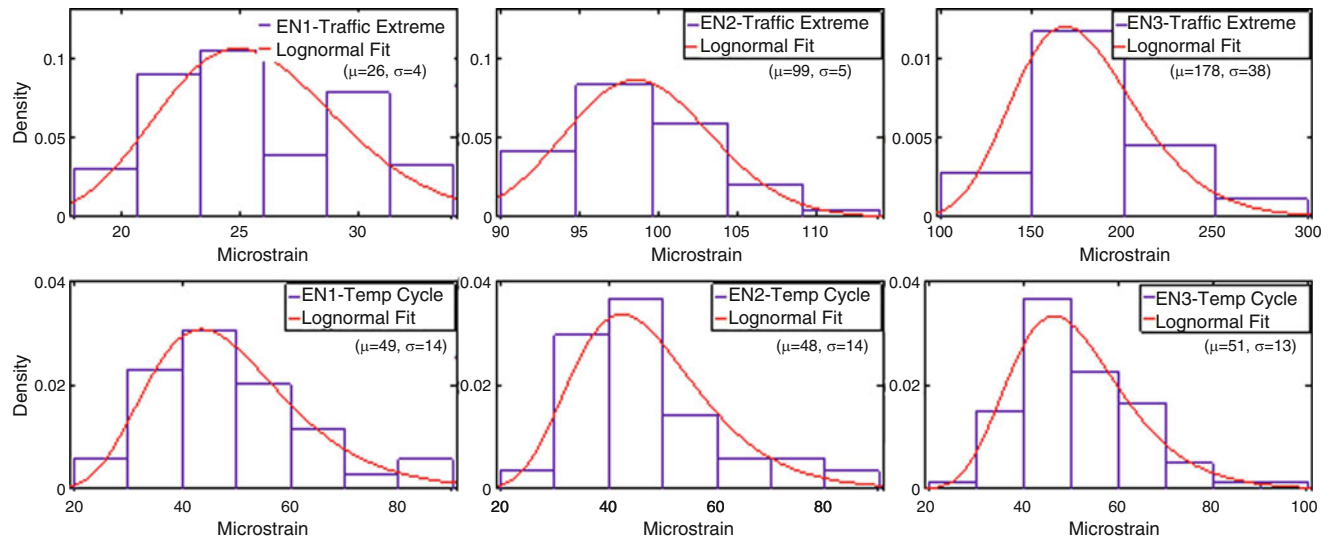 EN1-Traffic Extreme
Lognormal Fit
(μ=26, σ=4)
0.1
0.05
0
Density
20
25
30
Microstrain
EN2-Traffic Extreme
Lognormal Fit
(μ=99, σ=5)
0.1
0.05
0
90
95
100
105
110
Microstrain
EN3-Traffic Extreme
Lognormal Fit
(μ=178, σ=38)
0.01
0.005
0
100
150
200
250
300
Microstrain
EN1-Temp Cycle
Lognormal Fit
(μ=49, σ=14)
0.04
0.02
0
Density
20
40
60
80
Microstrain
EN2-Temp Cycle
Lognormal Fit
(μ=48, σ=14)
0.04
0.02
0
20
40
60
80
Microstrain
EN3-Temp Cycle
Lognormal Fit
(μ=51, σ=13)
0.04
0.02
0
20
40
60
80
100
Microstrain